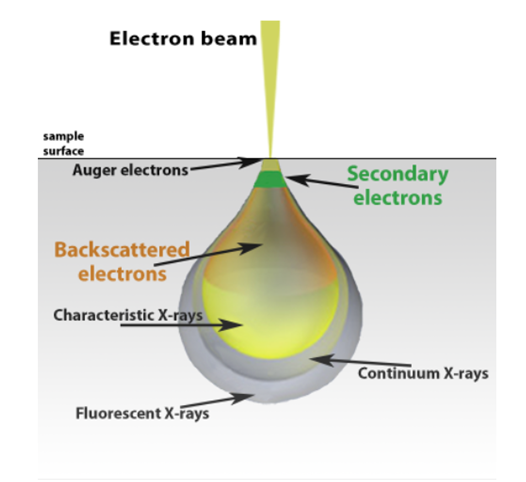 Electron beam
sample
surface
Auger electrons
Secondary
electrons
Backscattered
electrons
Characteristic X-rays
Continuum X-rays
Fluorescent X-rays